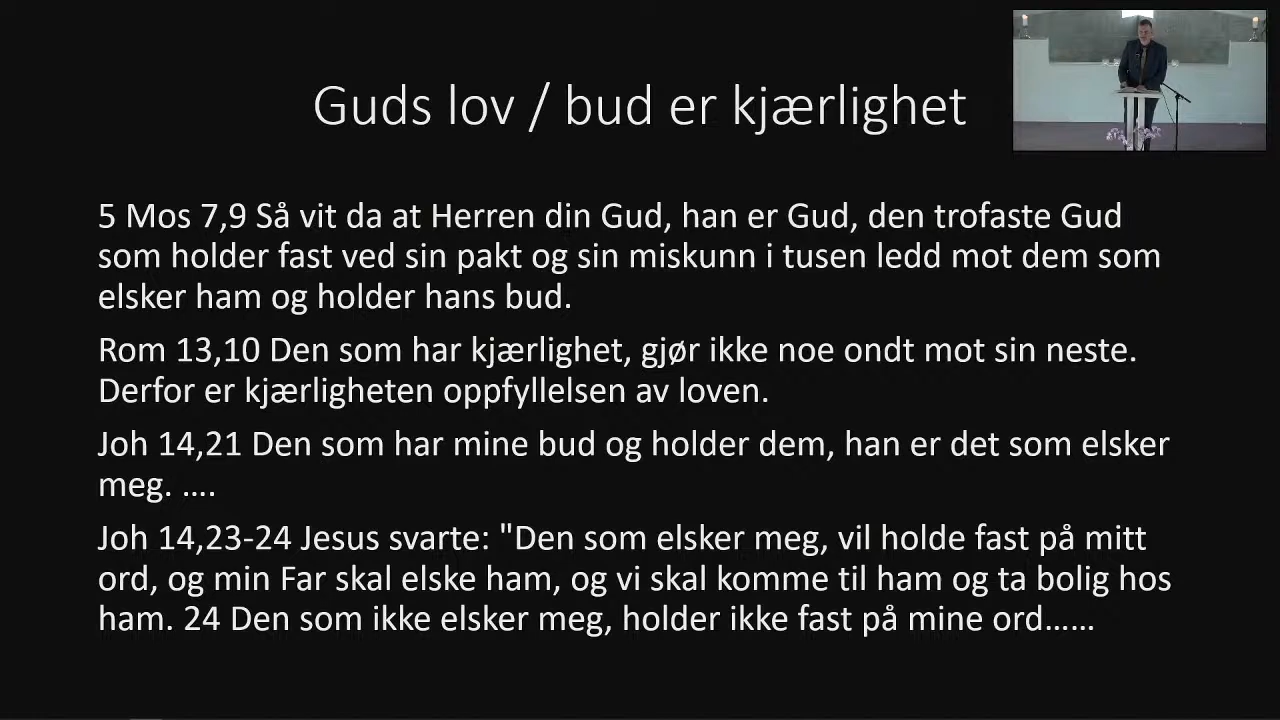 Guds lov / bud er kjærlighet
5 Mos 7,9 Så vit da at Herren din Gud, han er Gud, den trofaste Gud
som holder fast ved sin pakt og sin miskunn i tusen ledd mot dem som
elsker ham og holder hans bud.
Rom 13,10 Den som har kjærlighet, gjør ikke noe ondt mot sin neste.
Derfor er kjærligheten oppfyllelsen av loven.
Joh 14,21 Den som har mine bud og holder dem, han er det som elsker
meg. ....
Joh 14,23-24 Jesus svarte: "Den som elsker meg, vil holde fast på mitt
ord, og min Far skal elske ham, og vi skal komme til ham og ta bolig hos
ham. 24 Den som ikke elsker meg, holder ikke fast på mine ord......